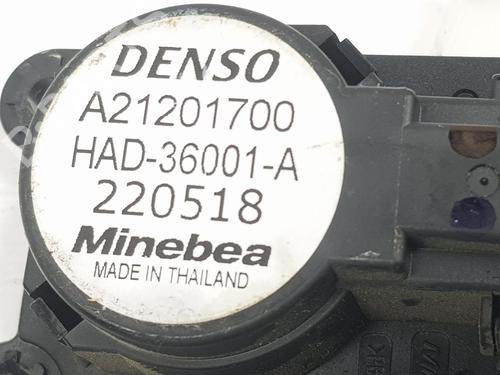 DENSO
A21201700
HAD-36001-A
220518
Minebea
MADE IN THAILAND